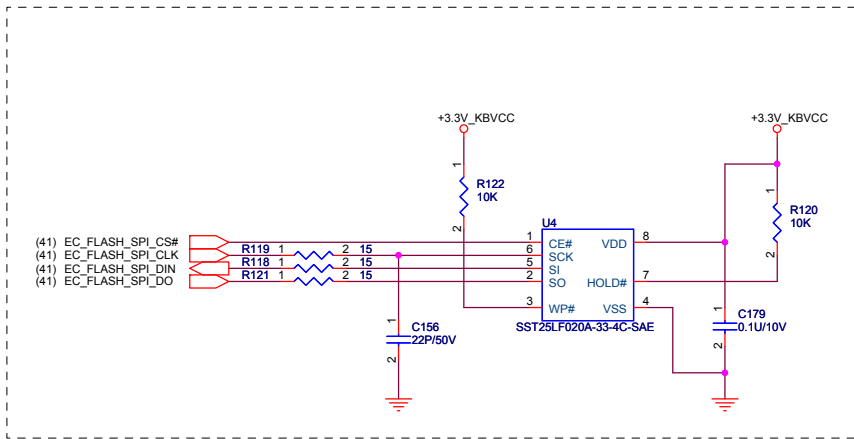 +3.3V_KBVCC
+3.3V_KBVCC
1
R122
10K
2
1
R120
10K
2
U4
(41) EC_FLASH_SPI_CS#
1 CE# VDD 8
(41) EC_FLASH_SPI_CLK
R119 1 2 15
6 SCK
(41) EC_FLASH_SPI_DIN
R118 1 2 15
5 SI
(41) EC_FLASH_SPI_DO
R121 1 2 15
2 SO HOLD# 7
3 WP# VSS 4
SST25LF020A-33-4C-SAE
1
C156
22P/50V
2
1
C179
0.1U/10V
2